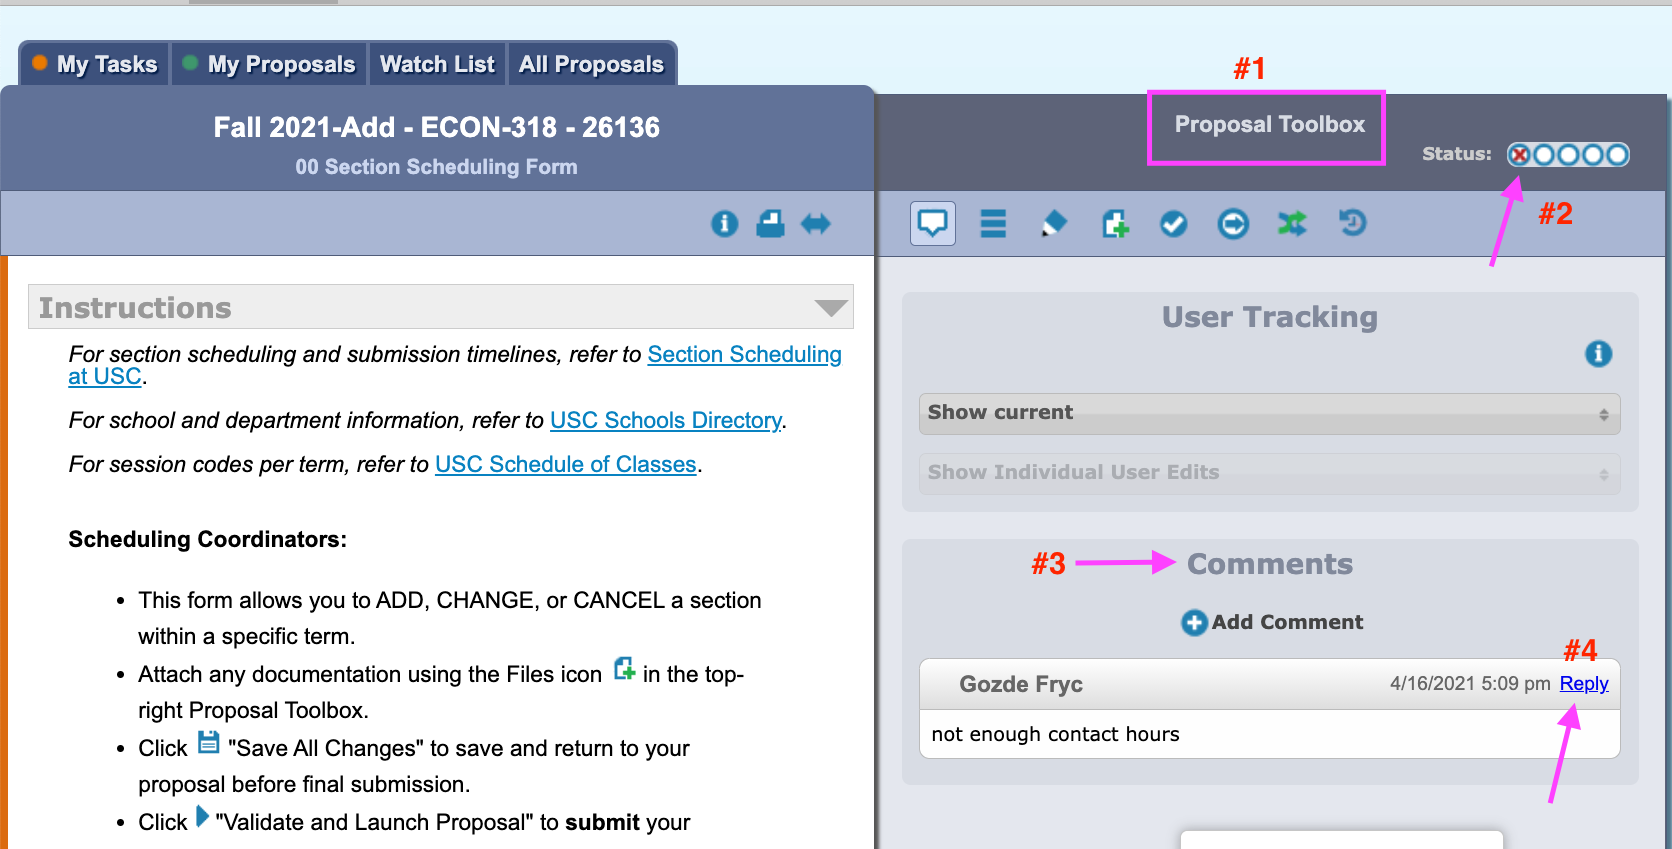 My Tasks
My Proposals
Watch List
All Proposals
#1
Fall 2021-Add - ECON-318 - 26136
00 Section Scheduling Form
Proposal Toolbox
Status:
#2
Instructions
For section scheduling and submission timelines, refer to Section Scheduling
at USC.
For school and department information, refer to USC Schools Directory.
For session codes per term, refer to USC Schedule of Classes.
Scheduling Coordinators:
• This form allows you to ADD, CHANGE, or CANCEL a section
within a specific term.
• Attach any documentation using the Files icon in the top-
right Proposal Toolbox.
• Click "Save All Changes" to save and return to your
proposal before final submission.
• Click "Validate and Launch Proposal" to submit your
User Tracking
Show current
Show Individual User Edits
#3
Comments
Add Comment
#4
Gozde Fryc
4/16/2021 5:09 pm Reply
not enough contact hours